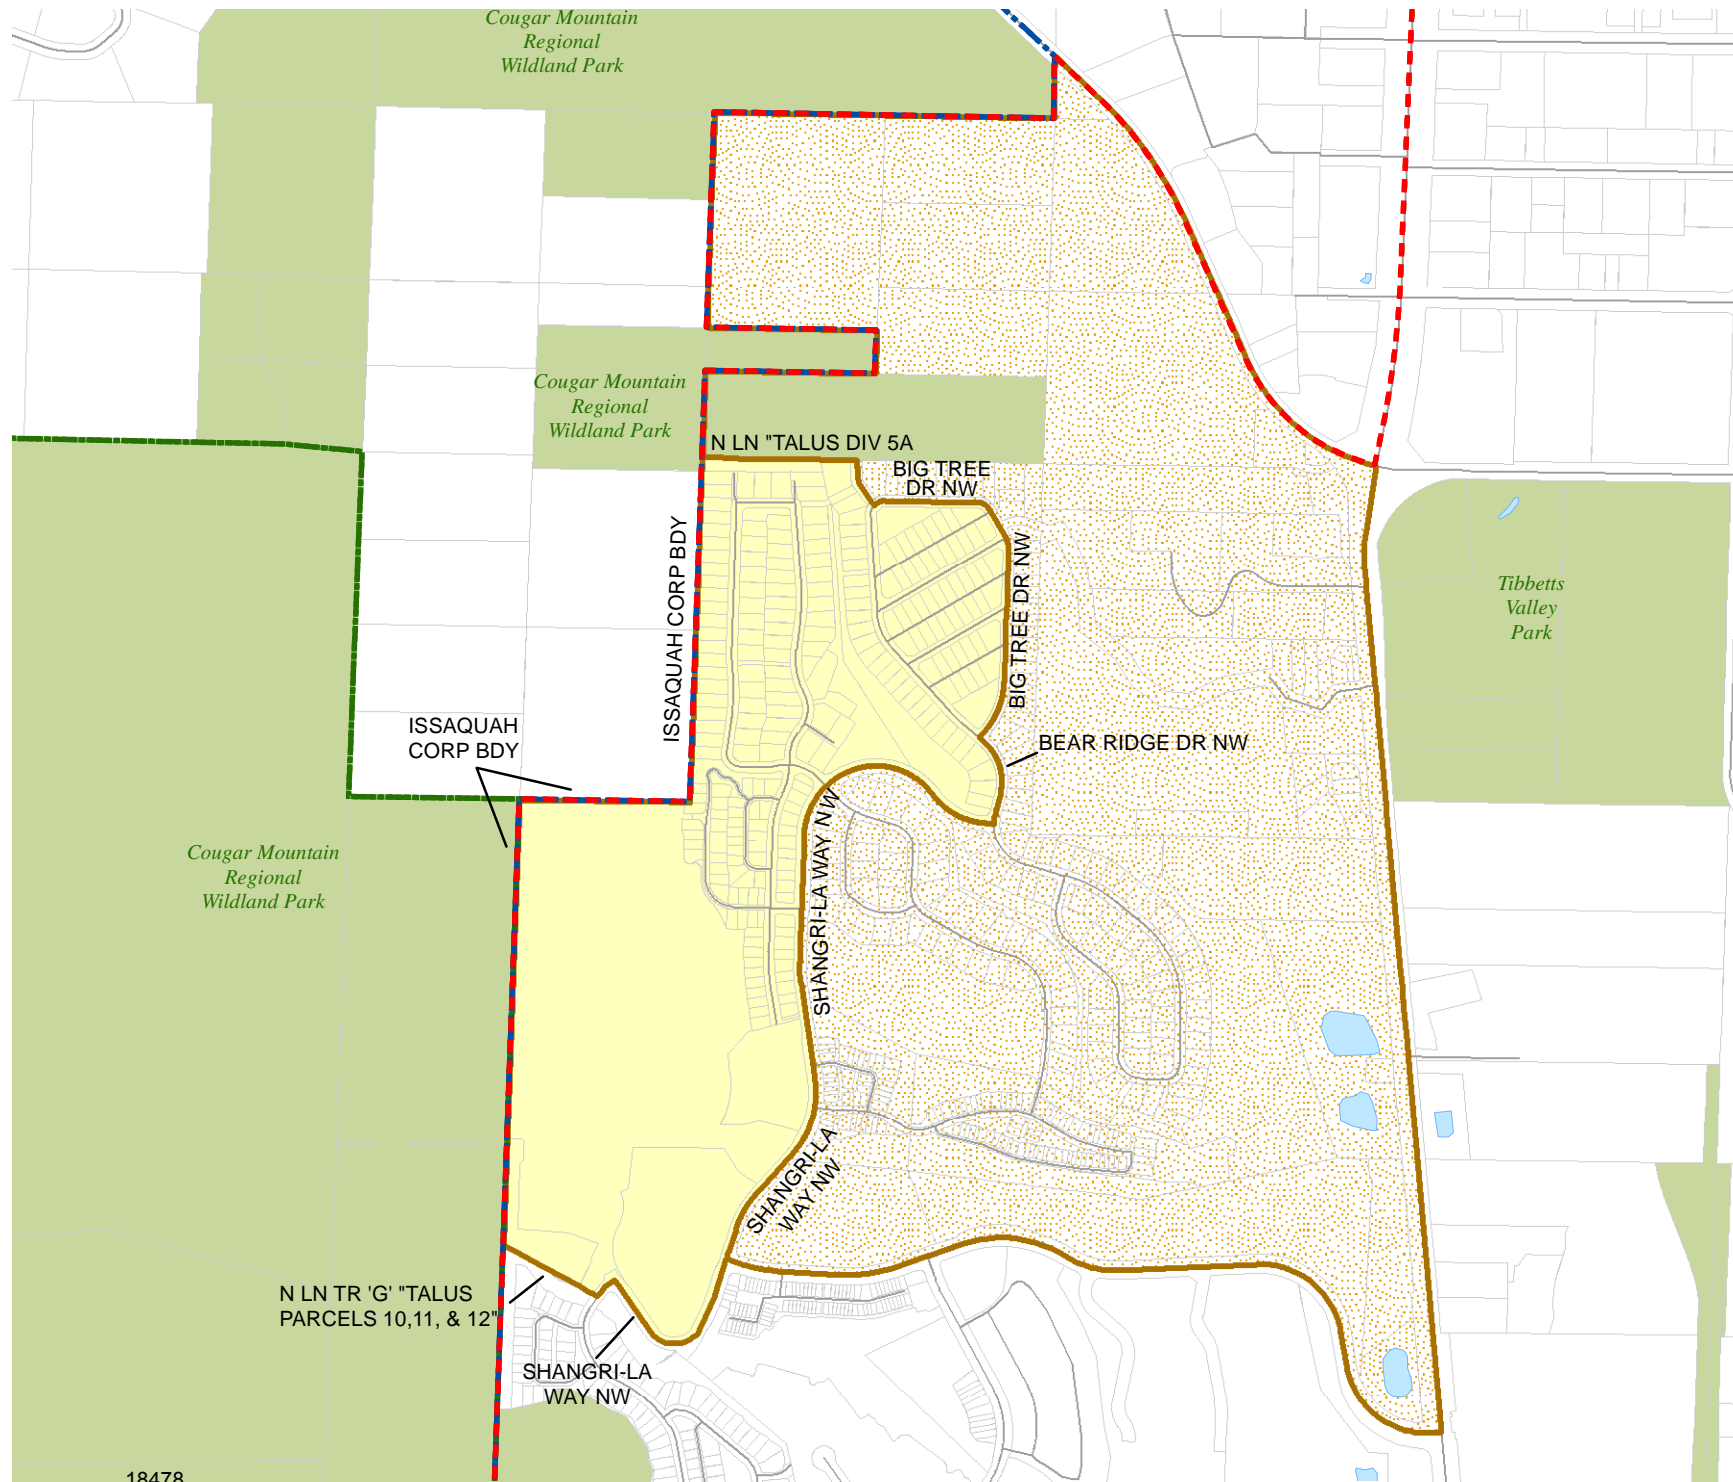 Cougar Mountain
Regional
Wildland Park
Cougar Mountain
Regional
Wildland Park
N LN "TALUS DIV 5A
BIG TREE
DR NW
ISSAQUAH CORP BDY
BIG TREE DR NW
Tibbetts
Valley
Park
ISSAQUAH
CORP BDY
BEAR RIDGE DR NW
SHANGRI-LA WAY NW
Cougar Mountain
Regional
Wildland Park
SHANGRI-LA
WAY NW
N LN TR 'G' "TALUS
PARCELS 10,11, & 12"
SHANGRI-LA
WAY NW
18478